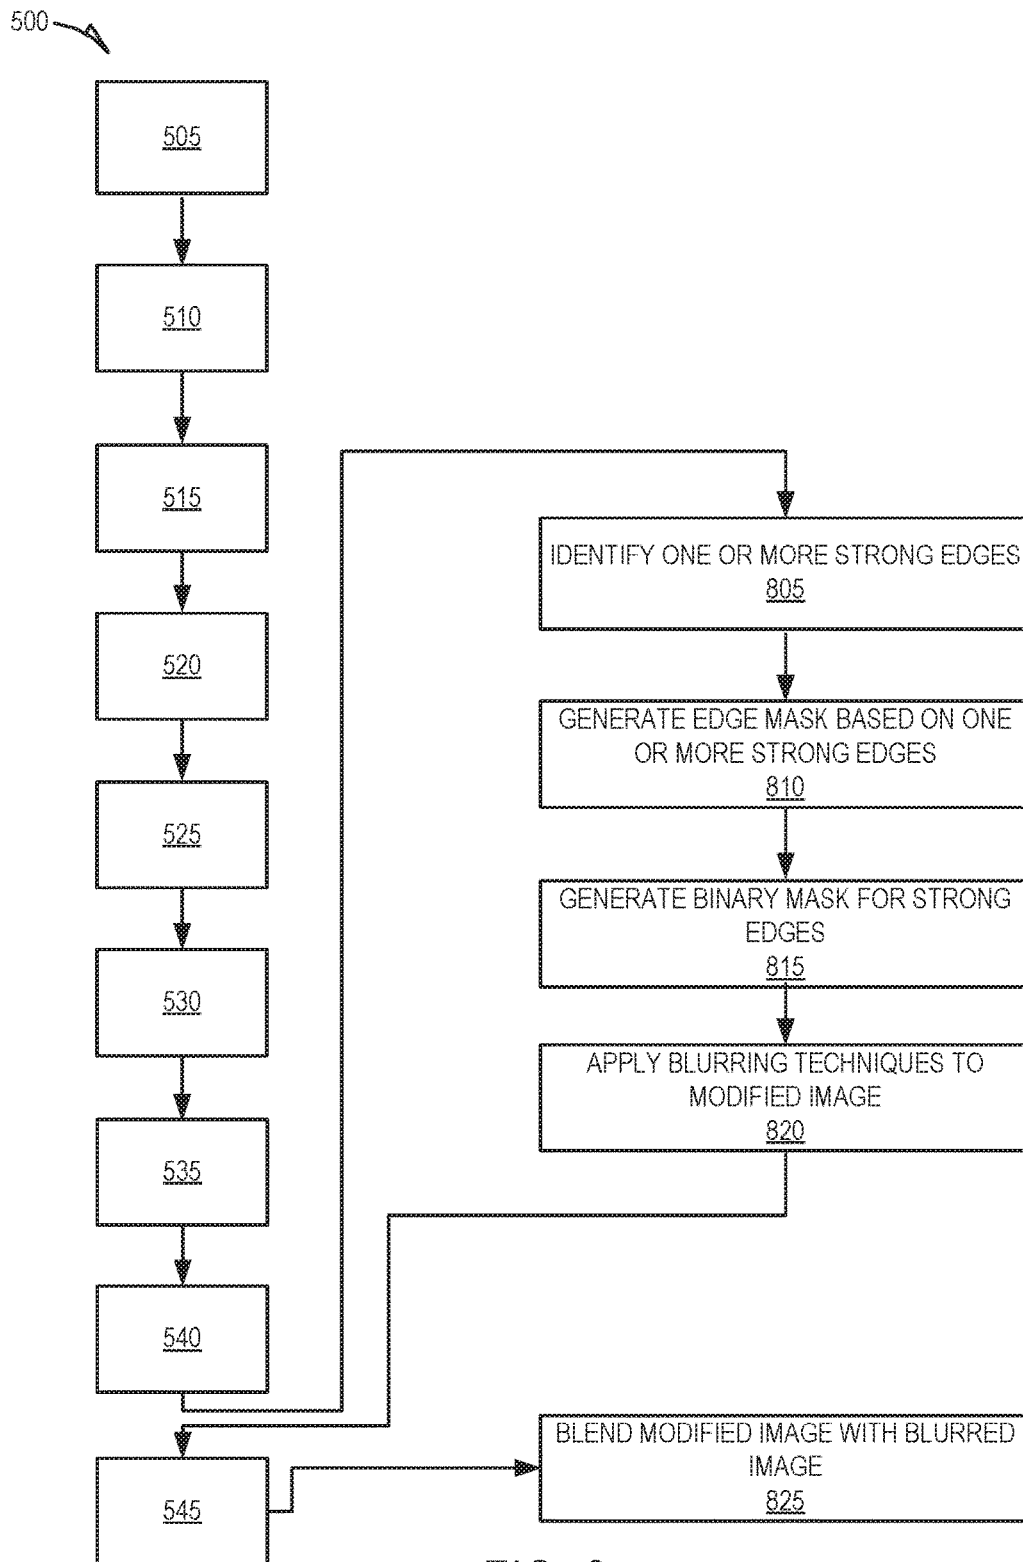 500
505
510
515
520
525
530
535
540
545
IDENTIFY ONE OR MORE STRONG EDGES
805
GENERATE EDGE MASK BASED ON ONE
OR MORE STRONG EDGES
810
GENERATE BINARY MASK FOR STRONG
EDGES
815
APPLY BLURRING TECHNIQUES TO
MODIFIED IMAGE
820
BLEND MODIFIED IMAGE WITH BLURRED
IMAGE
825